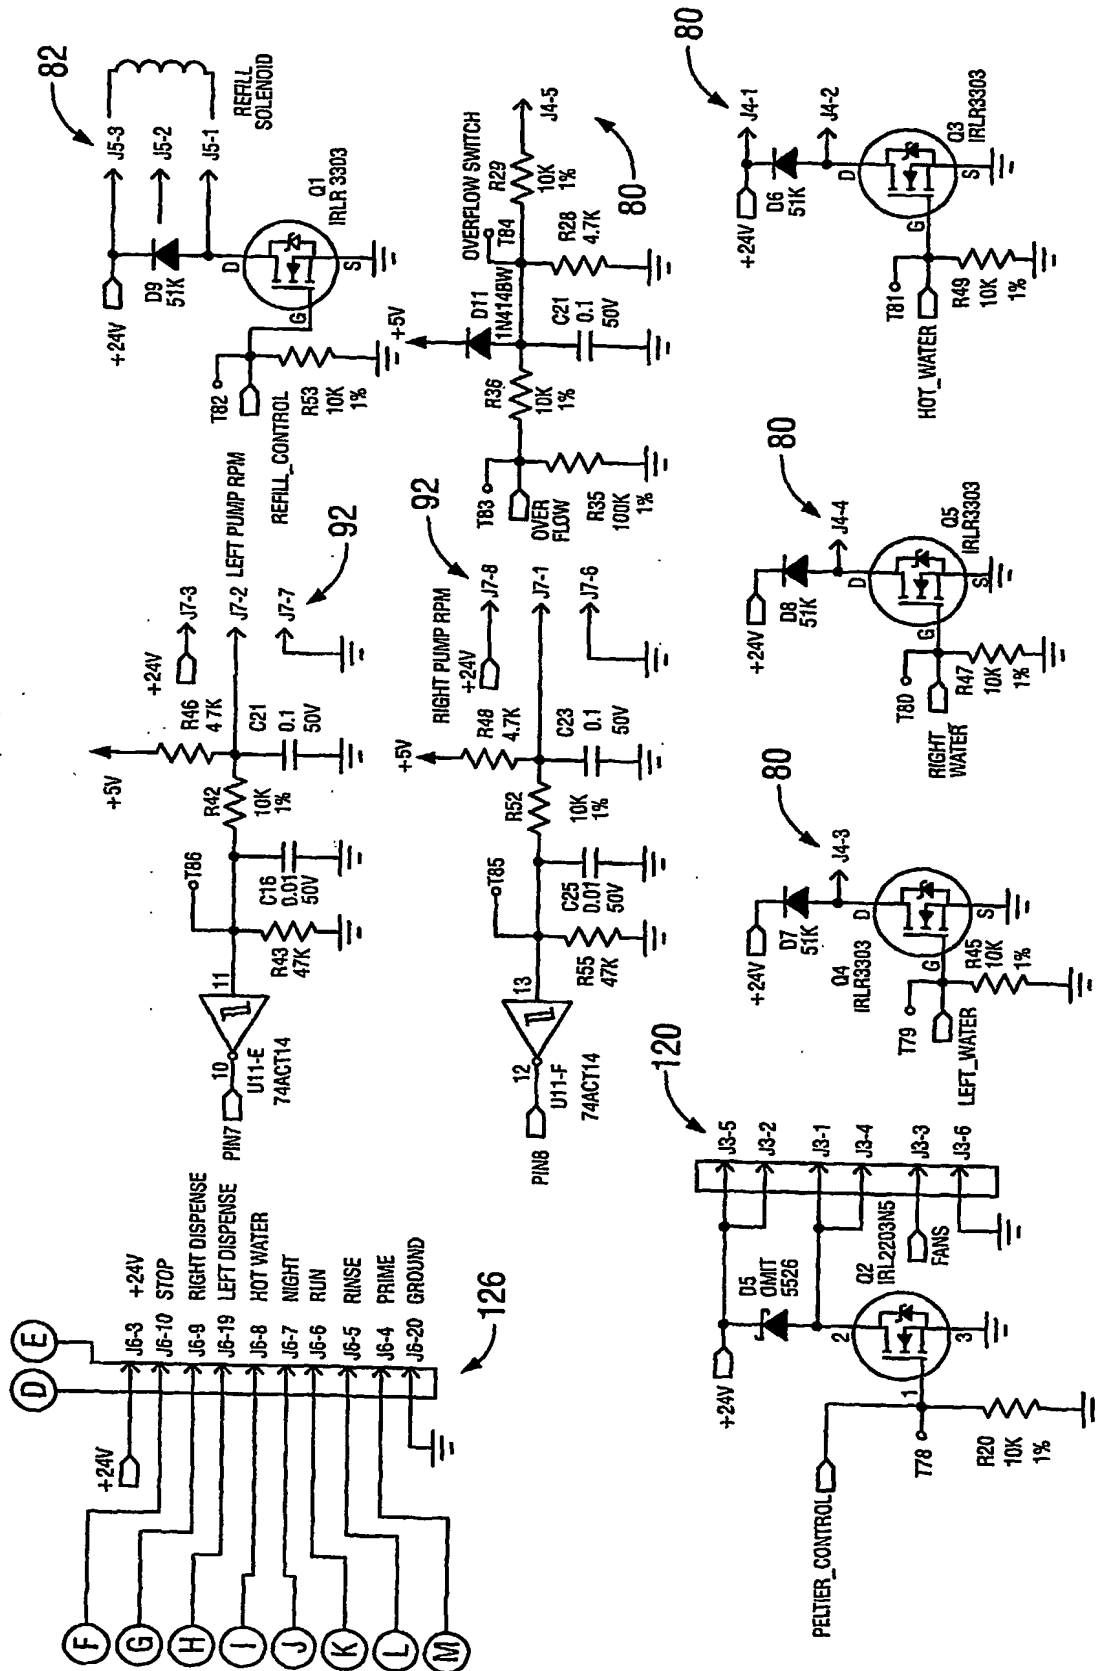 E
D
F
G
H
I
J
K
L
M
+24V
J6-3 +24V
J6-10 STOP
J6-9 RIGHT DISPENSE
J6-19 LEFT DISPENSE
J6-8 HOT WATER
J6-7 NIGHT
J6-6 RUN
J6-5 RINSE
J6-4 PRIME
J6-20 GROUND
126
PIN7
10
U11-E
74ACT14
11
R43
47K
T86
C16
0.01
50V
R42
10K
1%
+5V
R46
4.7K
C21
0.1
50V
+24V
J7-3
J7-2 LEFT PUMP RPM
J7-7
92
PIN8
12
U11-F
74ACT14
13
R55
47K
T85
C25
0.01
50V
R52
10K
1%
+5V
R48
4.7K
C23
0.1
50V
RIGHT PUMP RPM
+24V
J7-8
J7-1
J7-6
92
T82
REFILL_CONTROL
R53
10K
1%
+24V
D9
51K
D
G
S
Q1
IRLR 3303
J5-3
J5-2
J5-1
82
REFILL
SOLENOID
T83
OVER
FLOW
R35
100K
1%
R36
10K
1%
+5V
D11
1N414BW
C21
0.1
50V
OVERFLOW SWITCH
T84
R28
4.7K
R29
10K
1%
J4-5
80
PELTIER_CONTROL
T78
R20
10K
1%
1
2
3
+24V
D5
OMIT
5526
Q2
IRL2203N5
FANS
J3-5
J3-2
J3-1
J3-4
J3-3
J3-6
120
LEFT_WATER
T79
R45
10K
1%
Q4
IRLR3303
+24V
D7
51K
D
G
S
J4-3
80
RIGHT
WATER
T80
R47
10K
1%
+24V
D8
51K
D
G
S
Q5
IRLR3303
J4-4
80
HOT_WATER
T81
R49
10K
1%
+24V
D6
51K
D
G
S
Q3
IRLR3303
J4-1
J4-2
80